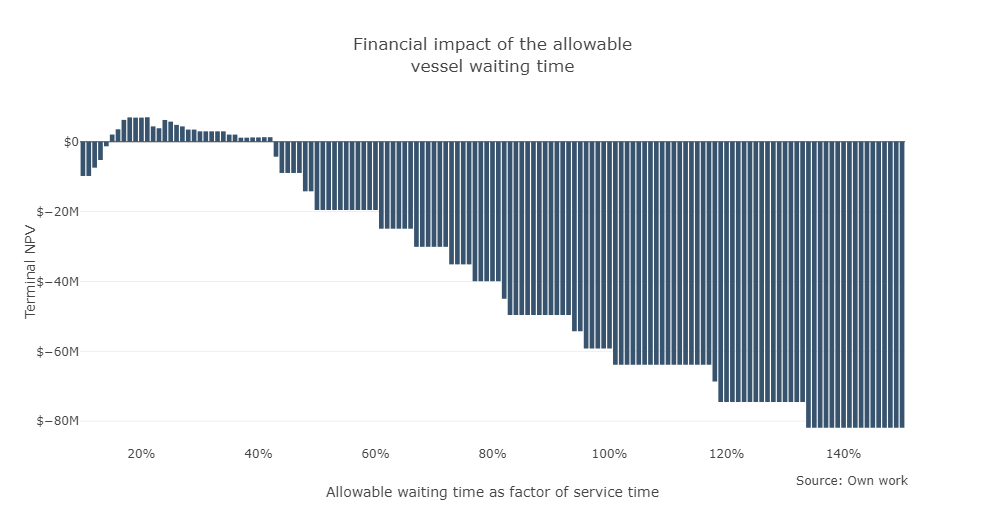 Financial impact of the allowable
vessel waiting time
$0
$−20M
$−40M
$−60M
$−80M
Terminal NPV
20%
40%
60%
80%
100%
120%
140%
Source: Own work
Allowable waiting time as factor of service time